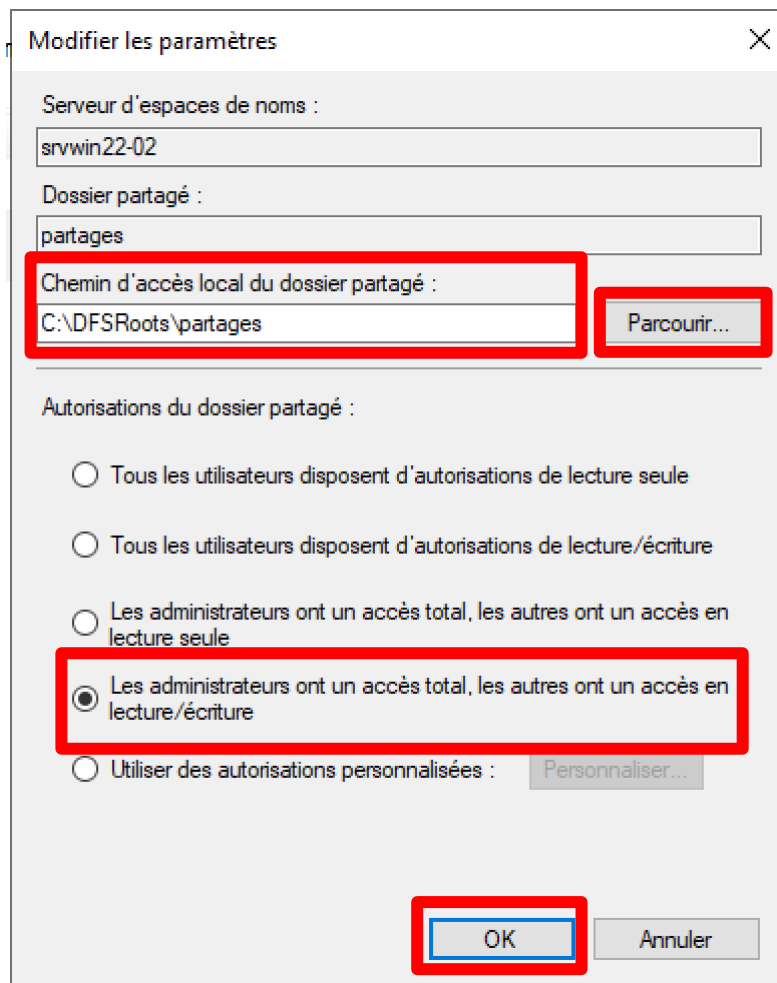 Modifier les paramètres
Serveur d'espaces de noms :
srvwin22-02
Dossier partagé :
partages
Chemin d'accès local du dossier partagé :
C:\DFSRoots\partages
Parcourir...
Autorisations du dossier partagé :
Tous les utilisateurs disposent d'autorisations de lecture seule
Tous les utilisateurs disposent d'autorisations de lecture/écriture
Les administrateurs ont un accès total, les autres ont un accès en
lecture seule
Les administrateurs ont un accès total, les autres ont un accès en
lecture/écriture
Utiliser des autorisations personnalisées :
Personnaliser...
OK
Annuler